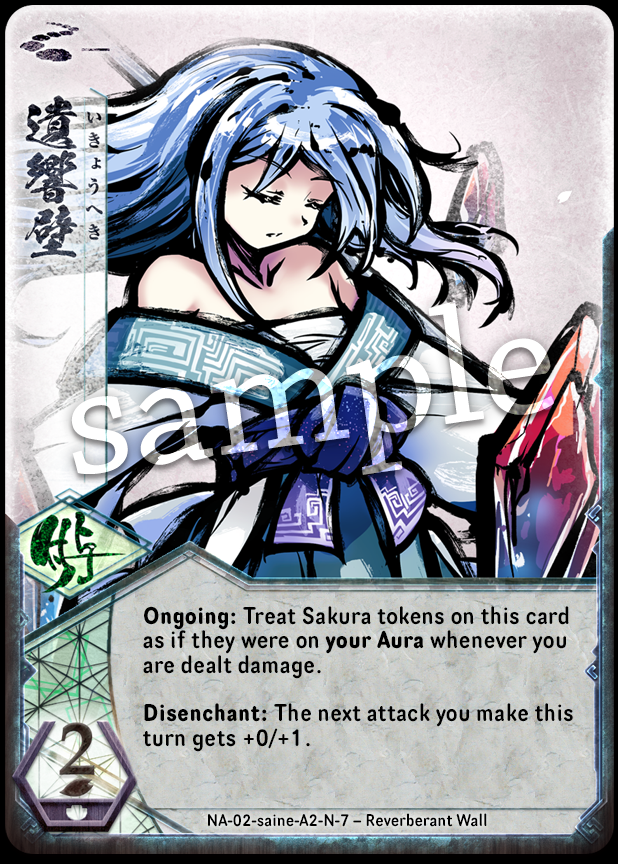 遺響壁
いきょうへき
sample
付与
Ongoing: Treat Sakura tokens on this card
as if they were on your Aura whenever you
are dealt damage.
Disenchant: The next attack you make this
turn gets +0/+1.
2
NA-02-saine-A2-N-7 – Reverberant Wall